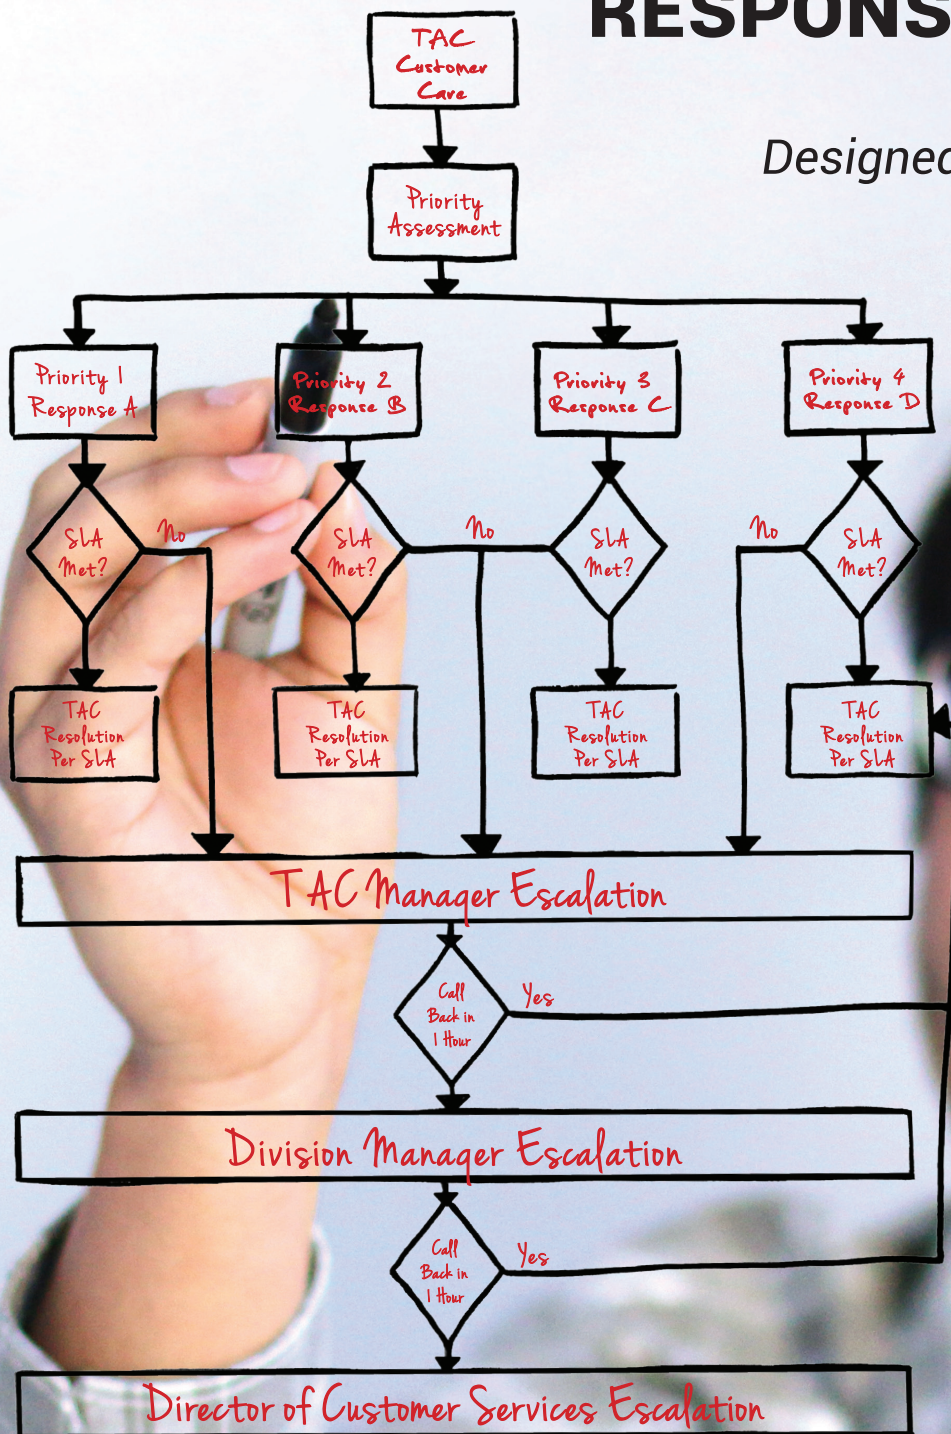 RESPONS
Designed
TAC
Customer
Care
Priority
Assessment
Priority 1
Response A
Priority 2
Response B
Priority 3
Response C
Priority 4
Response D
SLA
Met?
No
SLA
Met?
No
SLA
Met?
No
SLA
Met?
TAC
Resolution
Per SLA
TAC
Resolution
Per SLA
TAC
Resolution
Per SLA
TAC
Resolution
Per SLA
TAC Manager Escalation
Call
Back in
1 Hour
Yes
Division Manager Escalation
Call
Back in
1 Hour
Yes
Director of Customer Services Escalation